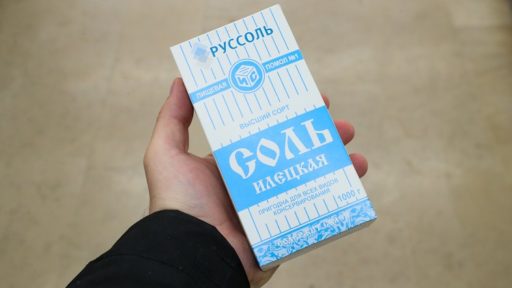 РУССОЛЬ
ПИЩЕВАЯ ПОМОЛ №1
ВЫСШИЙ СОРТ
СОЛЬ
ИЛЕЦКАЯ
ПРИГОДНА ДЛЯ ВСЕХ ВИДОВ
КОНСЕРВИРОВАНИЯ
1000 г